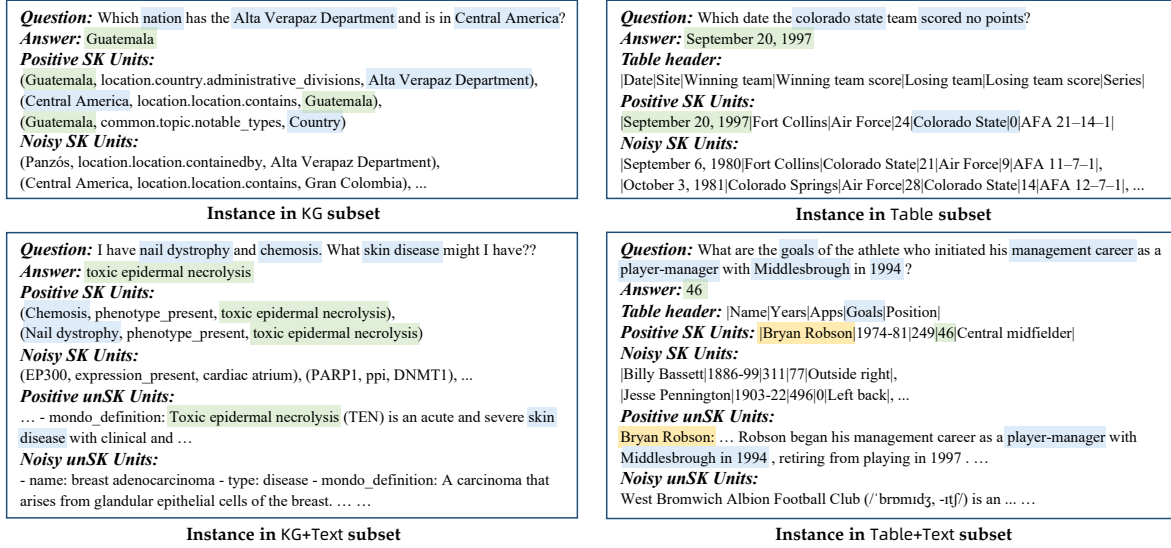 Question: Which nation has the Alta Verapaz Department and is in Central America?
Answer: Guatemala
Positive SK Units:
(Guatemala, location.country.administrative_divisions, Alta Verapaz Department),
(Central America, location.location.contains, Guatemala),
(Guatemala, common.topic.notable_types, Country)
Noisy SK Units:
(Panzós, location.location.containedby, Alta Verapaz Department),
(Central America, location.location.contains, Gran Colombia), ...
Instance in KG subset
Question: Which date the colorado state team scored no points?
Answer: September 20, 1997
Table header:
|Date|Site|Winning team|Winning team score|Losing team|Losing team score|Series|
Positive SK Units:
|September 20, 1997|Fort Collins|Air Force|24|Colorado State|0|AFA 21–14–1|
Noisy SK Units:
|September 6, 1980|Fort Collins|Colorado State|21|Air Force|9|AFA 11–7–1|,
|October 3, 1981|Colorado Springs|Air Force|28|Colorado State|14|AFA 12–7–1|, ...
Instance in Table subset
Question: I have nail dystrophy and chemosis. What skin disease might I have??
Answer: toxic epidermal necrolysis
Positive SK Units:
(Chemosis, phenotype_present, toxic epidermal necrolysis),
(Nail dystrophy, phenotype_present, toxic epidermal necrolysis)
Noisy SK Units:
(EP300, expression_present, cardiac atrium), (PARP1, ppi, DNMT1), ...
Positive unSK Units:
… - mondo_definition: Toxic epidermal necrolysis (TEN) is an acute and severe skin
disease with clinical and …
Noisy unSK Units:
- name: breast adenocarcinoma - type: disease - mondo_definition: A carcinoma that
arises from glandular epithelial cells of the breast. … …
Instance in KG+Text subset
Question: What are the goals of the athlete who initiated his management career as a
player-manager with Middlesbrough in 1994 ?
Answer: 46
Table header: |Name|Years|Apps|Goals|Position|
Positive SK Units: |Bryan Robson|1974-81|249|46|Central midfielder|
Noisy SK Units:
|Billy Bassett|1886-99|311|77|Outside right|,
|Jesse Pennington|1903-22|496|0|Left back|, ...
Positive unSK Units:
Bryan Robson: … Robson began his management career as a player-manager with
Middlesbrough in 1994 , retiring from playing in 1997 . …
Noisy unSK Units:
West Bromwich Albion Football Club (/ˈbrɒmɪdʒ, -ɪtʃ/) is an ... …
Instance in Table+Text subset